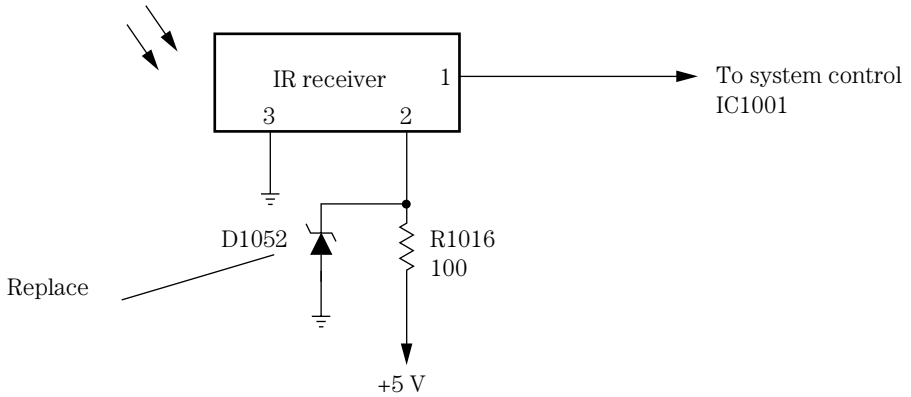 IR receiver
1
3
2
To system control
IC1001
D1052
R1016
100
Replace
+5 V